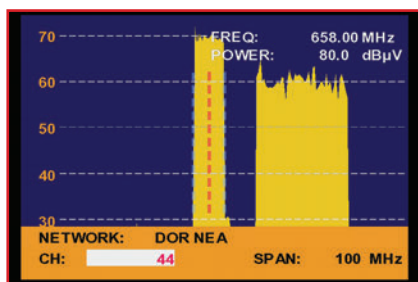 70
FREQ: 658.00 MHz
POWER: 80.0 dBµV
60
50
40
30
NETWORK: DOR NEA
CH: 44 SPAN: 100 MHz